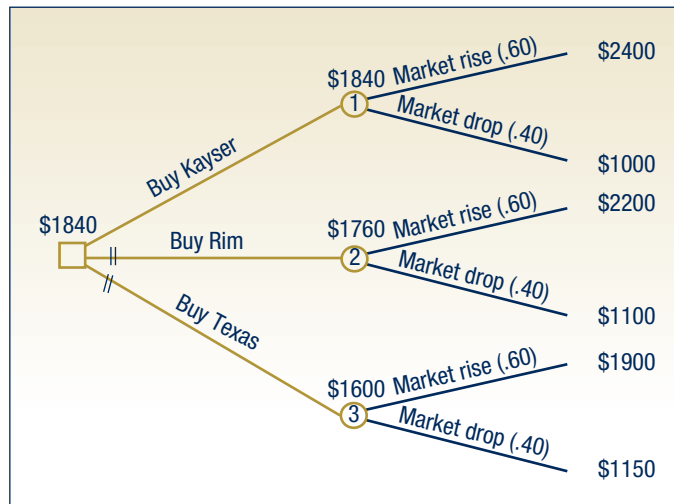 $1840 Market rise (.60) $2400
1
Market drop (.40)
$1000
Buy Kayser
$1840
Buy Rim
$1760 Market rise (.60) $2200
2
Market drop (.40)
$1100
Buy Texas
$1600 Market rise (.60) $1900
3
Market drop (.40)
$1150